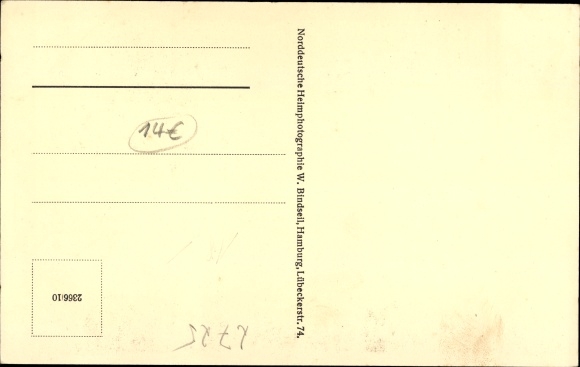 14€
Norddeutsche Heimphotographie W. Bindseil, Hamburg, Lübeckerstr. 74.
2366/10